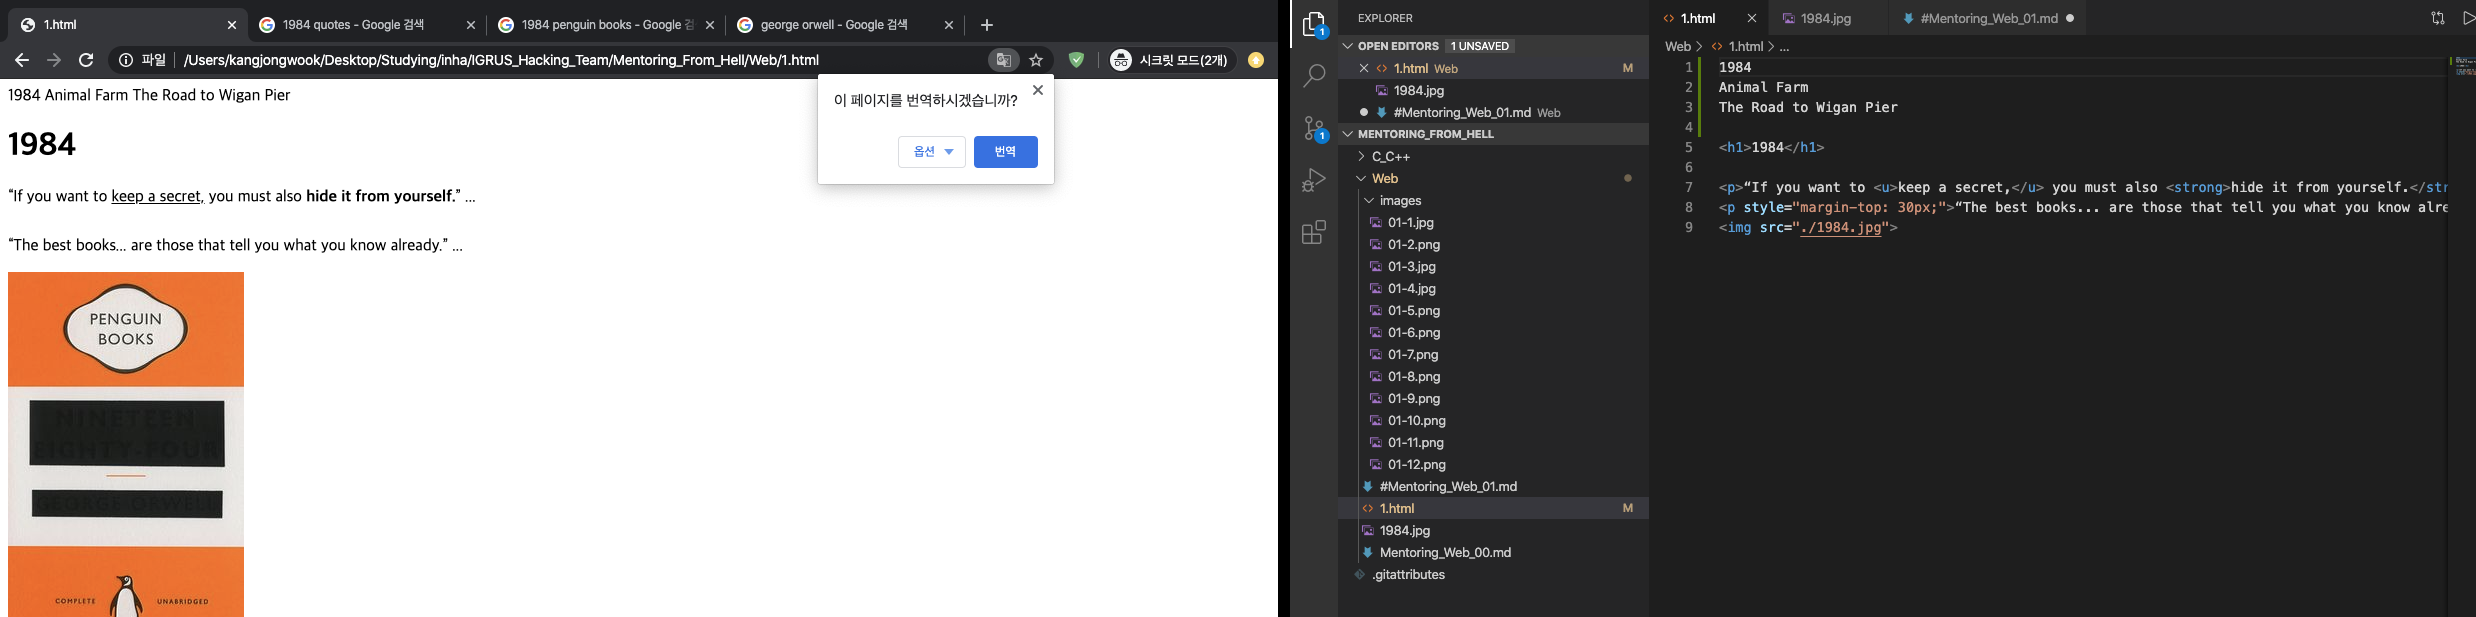 1.html
1984 quotes - Google 검색
1984 penguin books - Google 검
george orwell - Google 검색
파일
/Users/kangjongwook/Desktop/Studying/inha/IGRUS_Hacking_Team/Mentoring_From_Hell/Web/1.html
시크릿 모드(2개)
이 페이지를 번역하시겠습니까?
옵션
번역
1984 Animal Farm The Road to Wigan Pier
1984
“If you want to keep a secret, you must also hide it from yourself.” ...
“The best books... are those that tell you what you know already.” ...
PENGUIN
BOOKS
NINETEEN
EIGHTY-FOUR
GEORGE ORWELL
COMPLETE
UNABRIDGED
1
1
EXPLORER
OPEN EDITORS 1 UNSAVED
1.html Web M
1984.jpg
#Mentoring_Web_01.md Web
MENTORING_FROM_HELL
C_C++
Web
images
01-1.jpg
01-2.png
01-3.jpg
01-4.jpg
01-5.png
01-6.png
01-7.png
01-8.png
01-9.png
01-10.png
01-11.png
01-12.png
#Mentoring_Web_01.md
1.html M
1984.jpg
Mentoring_Web_00.md
.gitattributes
1.html
1984.jpg
#Mentoring_Web_01.md
Web > 1.html > ...
1 1984
2 Animal Farm
3 The Road to Wigan Pier
4
5 <h1>1984</h1>
6
7 <p>“If you want to <u>keep a secret,</u> you must also <strong>hide it from yourself.</str
8 <p style="margin-top: 30px;">“The best books... are those that tell you what you know alre
9 <img src="./1984.jpg">